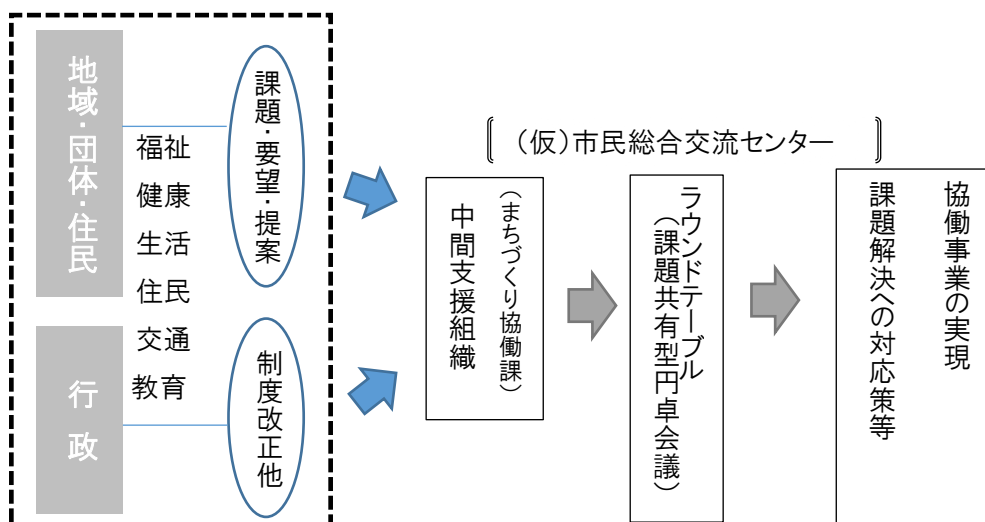 地域・団体・住民
福祉
健康
生活
住民
交通
教育
課題・要望・提案
行政
制度改正他
(仮)市民総合交流センター
(まちづくり協働課)
中間支援組織
ラウンドテーブル
(課題共有型円卓会議)
協働事業の実現
課題解決への対応策等